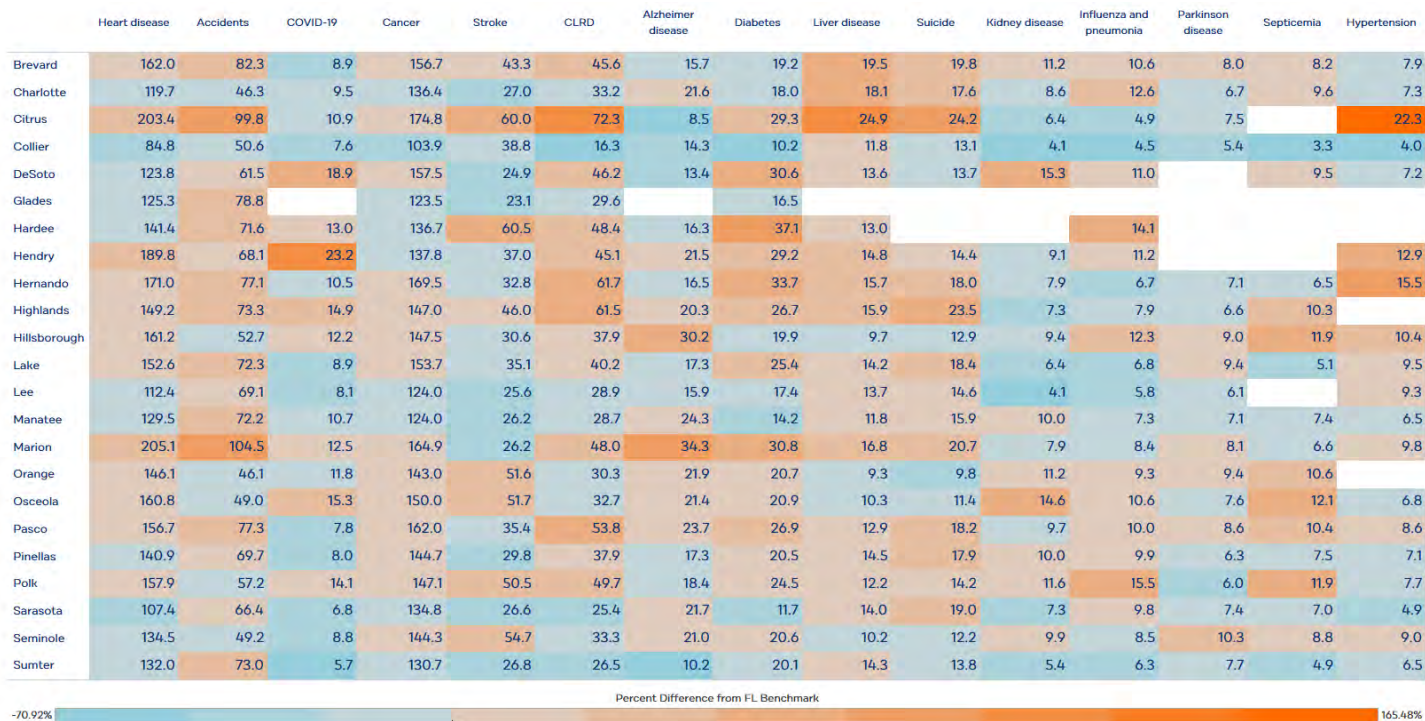 Heart disease Accidents COVID-19 Cancer Stroke CLRD Alzheimer disease Diabetes Liver disease Suicide Kidney disease Influenza and pneumonia Parkinson disease Septicemia Hypertension
Brevard 162.0 82.3 8.9 156.7 43.3 45.6 15.7 19.2 19.5 19.8 11.2 10.6 8.0 8.2 7.9
Charlotte 119.7 46.3 9.5 136.4 27.0 33.2 21.6 18.0 18.1 17.6 8.6 12.6 6.7 9.6 7.3
Citrus 203.4 99.8 10.9 174.8 60.0 72.3 8.5 29.3 24.9 24.2 6.4 4.9 7.5 22.3
Collier 84.8 50.6 7.6 103.9 38.8 16.3 14.3 10.2 11.8 13.1 4.1 4.5 5.4 3.3 4.0
DeSoto 123.8 61.5 18.9 157.5 24.9 46.2 13.4 30.6 13.6 13.7 15.3 11.0 9.5 7.2
Glades 125.3 78.8 123.5 23.1 29.6 16.5
Hardee 141.4 71.6 13.0 136.7 60.5 48.4 16.3 37.1 13.0 14.1
Hendry 189.8 68.1 23.2 137.8 37.0 45.1 21.5 29.2 14.8 14.4 9.1 11.2 12.9
Hernando 171.0 77.1 10.5 169.5 32.8 61.7 16.5 33.7 15.7 18.0 7.9 6.7 7.1 6.5 15.5
Highlands 149.2 73.3 14.9 147.0 46.0 61.5 20.3 26.7 15.9 23.5 7.3 7.9 6.6 10.3
Hillsborough 161.2 52.7 12.2 147.5 30.6 37.9 30.2 19.9 9.7 12.9 9.4 12.3 9.0 11.9 10.4
Lake 152.6 72.3 8.9 153.7 35.1 40.2 17.3 25.4 14.2 18.4 6.4 6.8 9.4 5.1 9.5
Lee 112.4 69.1 8.1 124.0 25.6 28.9 15.9 17.4 13.7 14.6 4.1 5.8 6.1 9.3
Manatee 129.5 72.2 10.7 124.0 26.2 28.7 24.3 14.2 11.8 15.9 10.0 7.3 7.1 7.4 6.5
Marion 205.1 104.5 12.5 164.9 26.2 48.0 34.3 30.8 16.8 20.7 7.9 8.4 8.1 6.6 9.8
Orange 146.1 46.1 11.8 143.0 51.6 30.3 21.9 20.7 9.3 9.8 11.2 9.3 9.4 10.6
Osceola 160.8 49.0 15.3 150.0 51.7 32.7 21.4 20.9 10.3 11.4 14.6 10.6 7.6 12.1 6.8
Pasco 156.7 77.3 7.8 162.0 35.4 53.8 23.7 26.9 12.9 18.2 9.7 10.0 8.6 10.4 8.6
Pinellas 140.9 69.7 8.0 144.7 29.8 37.9 17.3 20.5 14.5 17.9 10.0 9.9 6.3 7.5 7.1
Polk 157.9 57.2 14.1 147.1 50.5 49.7 18.4 24.5 12.2 14.2 11.6 15.5 6.0 11.9 7.7
Sarasota 107.4 66.4 6.8 134.8 26.6 25.4 21.7 11.7 14.0 19.0 7.3 9.8 7.4 7.0 4.9
Seminole 134.5 49.2 8.8 144.3 54.7 33.3 21.0 20.6 10.2 12.2 9.9 8.5 10.3 8.8 9.0
Sumter 132.0 73.0 5.7 130.7 26.8 26.5 10.2 20.1 14.3 13.8 5.4 6.3 7.7 4.9 6.5
Percent Difference from FL Benchmark
-70.92% 165.48%